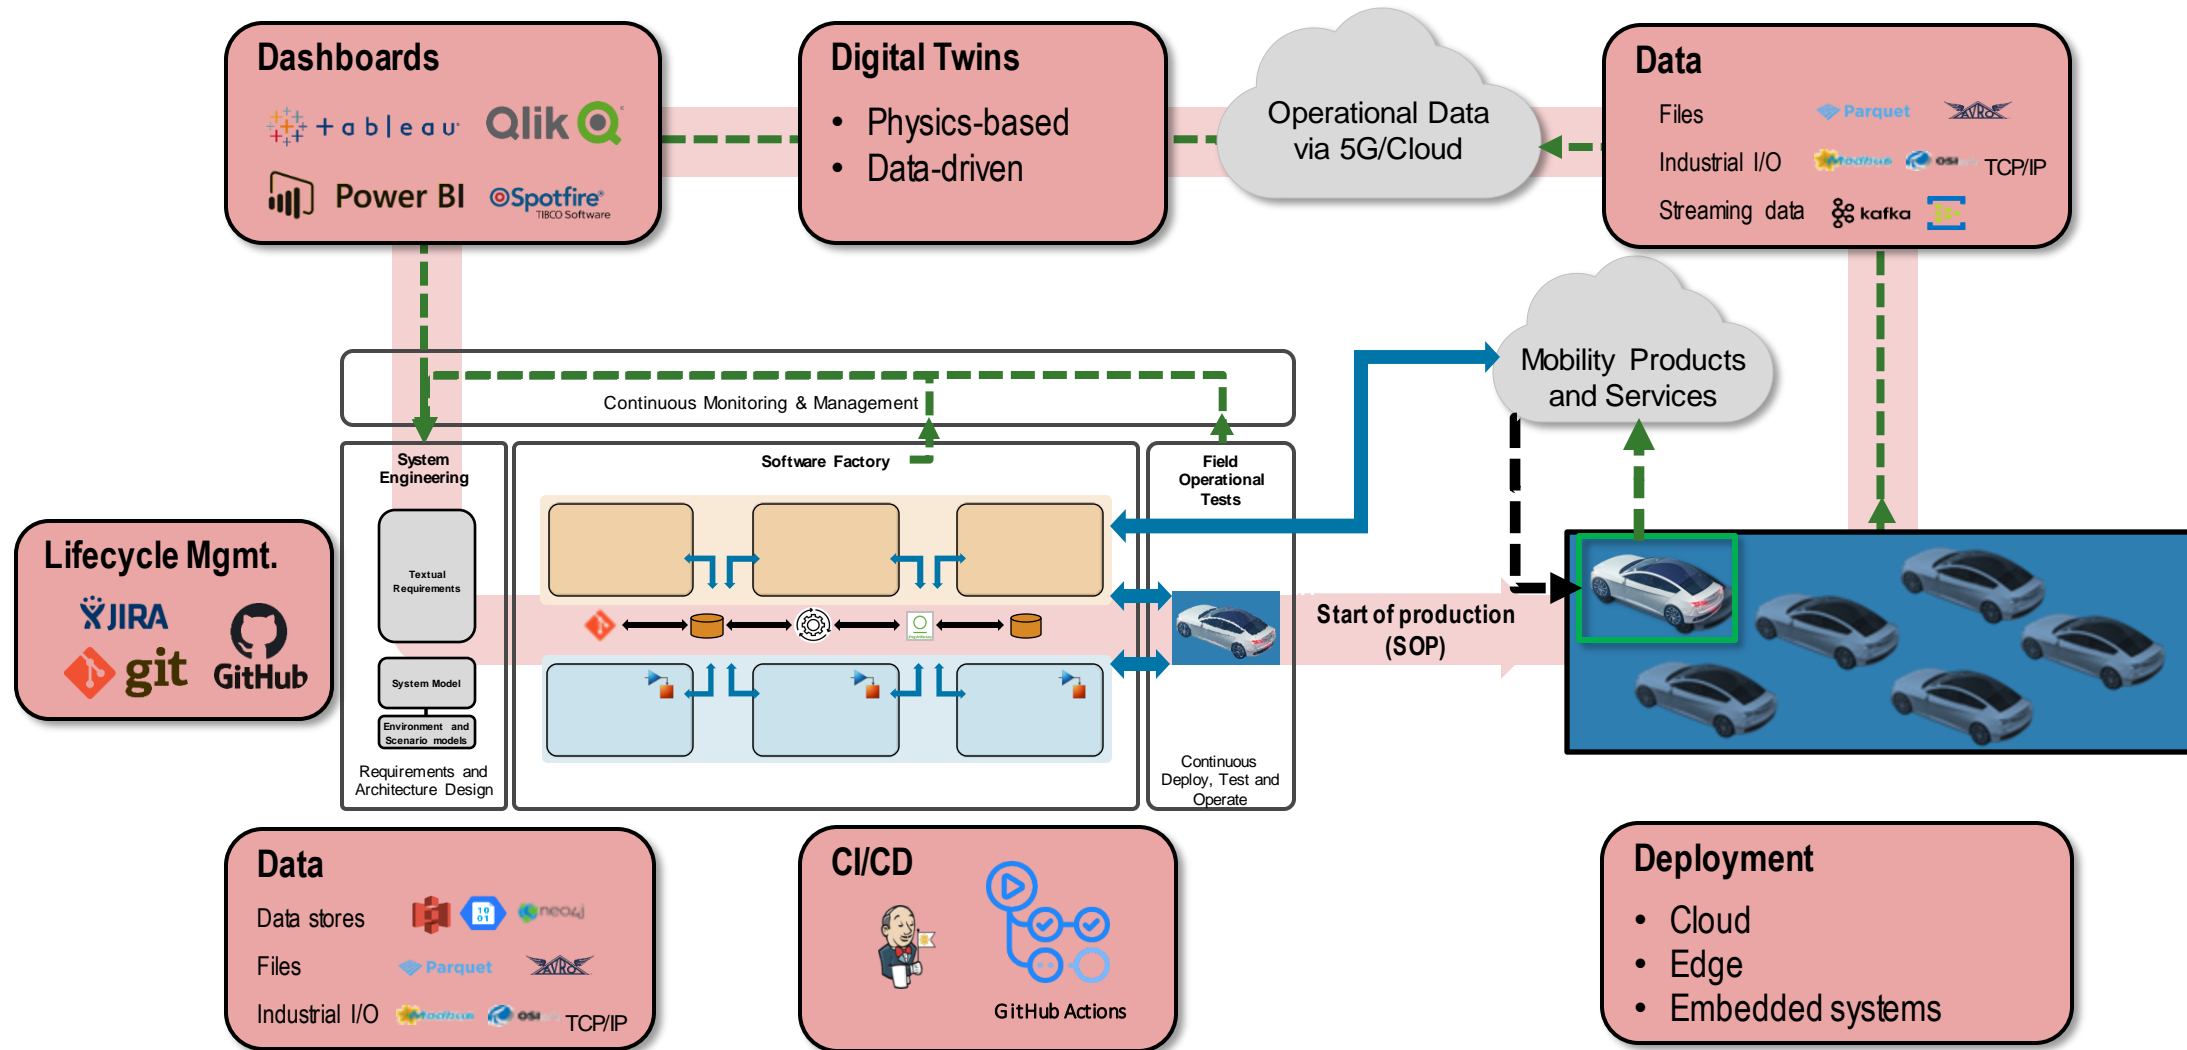 Dashboards
tableau
Qlik
Power BI
Spotfire®
TIBCO Software
Digital Twins
• Physics-based
• Data-driven
Operational Data
via 5G/Cloud
Data
Files
Parquet
AVRO
Industrial I/O
Modbus
OSI
TCP/IP
Streaming data
kafka
Mobility Products
and Services
Continuous Monitoring & Management
System
Engineering
Textual
Requirements
System Model
Environment and
Scenario models
Requirements and
Architecture Design
Software Factory
Field
Operational
Tests
Continuous
Deploy, Test and
Operate
Start of production
(SOP)
Lifecycle Mgmt.
JIRA
git
GitHub
Data
Data stores
10
01
neo4j
Files
Parquet
AVRO
Industrial I/O
Modbus
OSI
TCP/IP
CI/CD
GitHub Actions
Deployment
• Cloud
• Edge
• Embedded systems